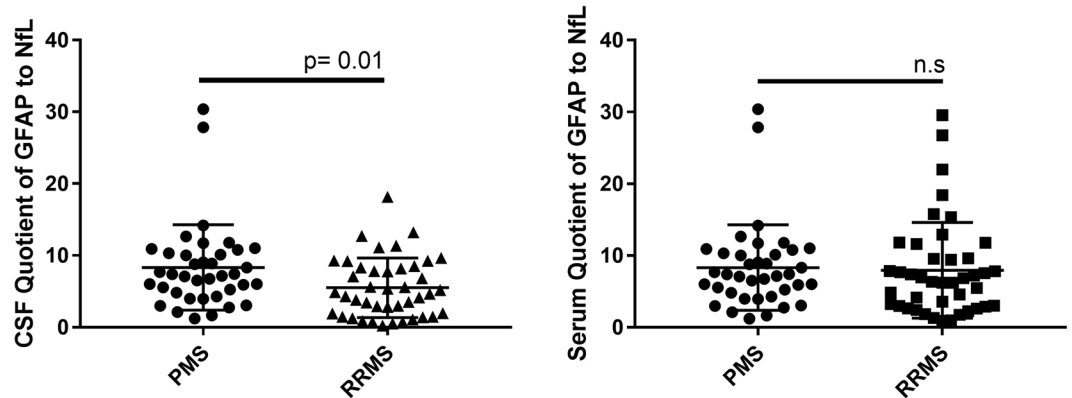 CSF Quotient of GFAP to NfL
40
30
20
10
0
p= 0.01
PMS
RRMS
Serum Quotient of GFAP to NfL
40
30
20
10
0
n.s
PMS
RRMS